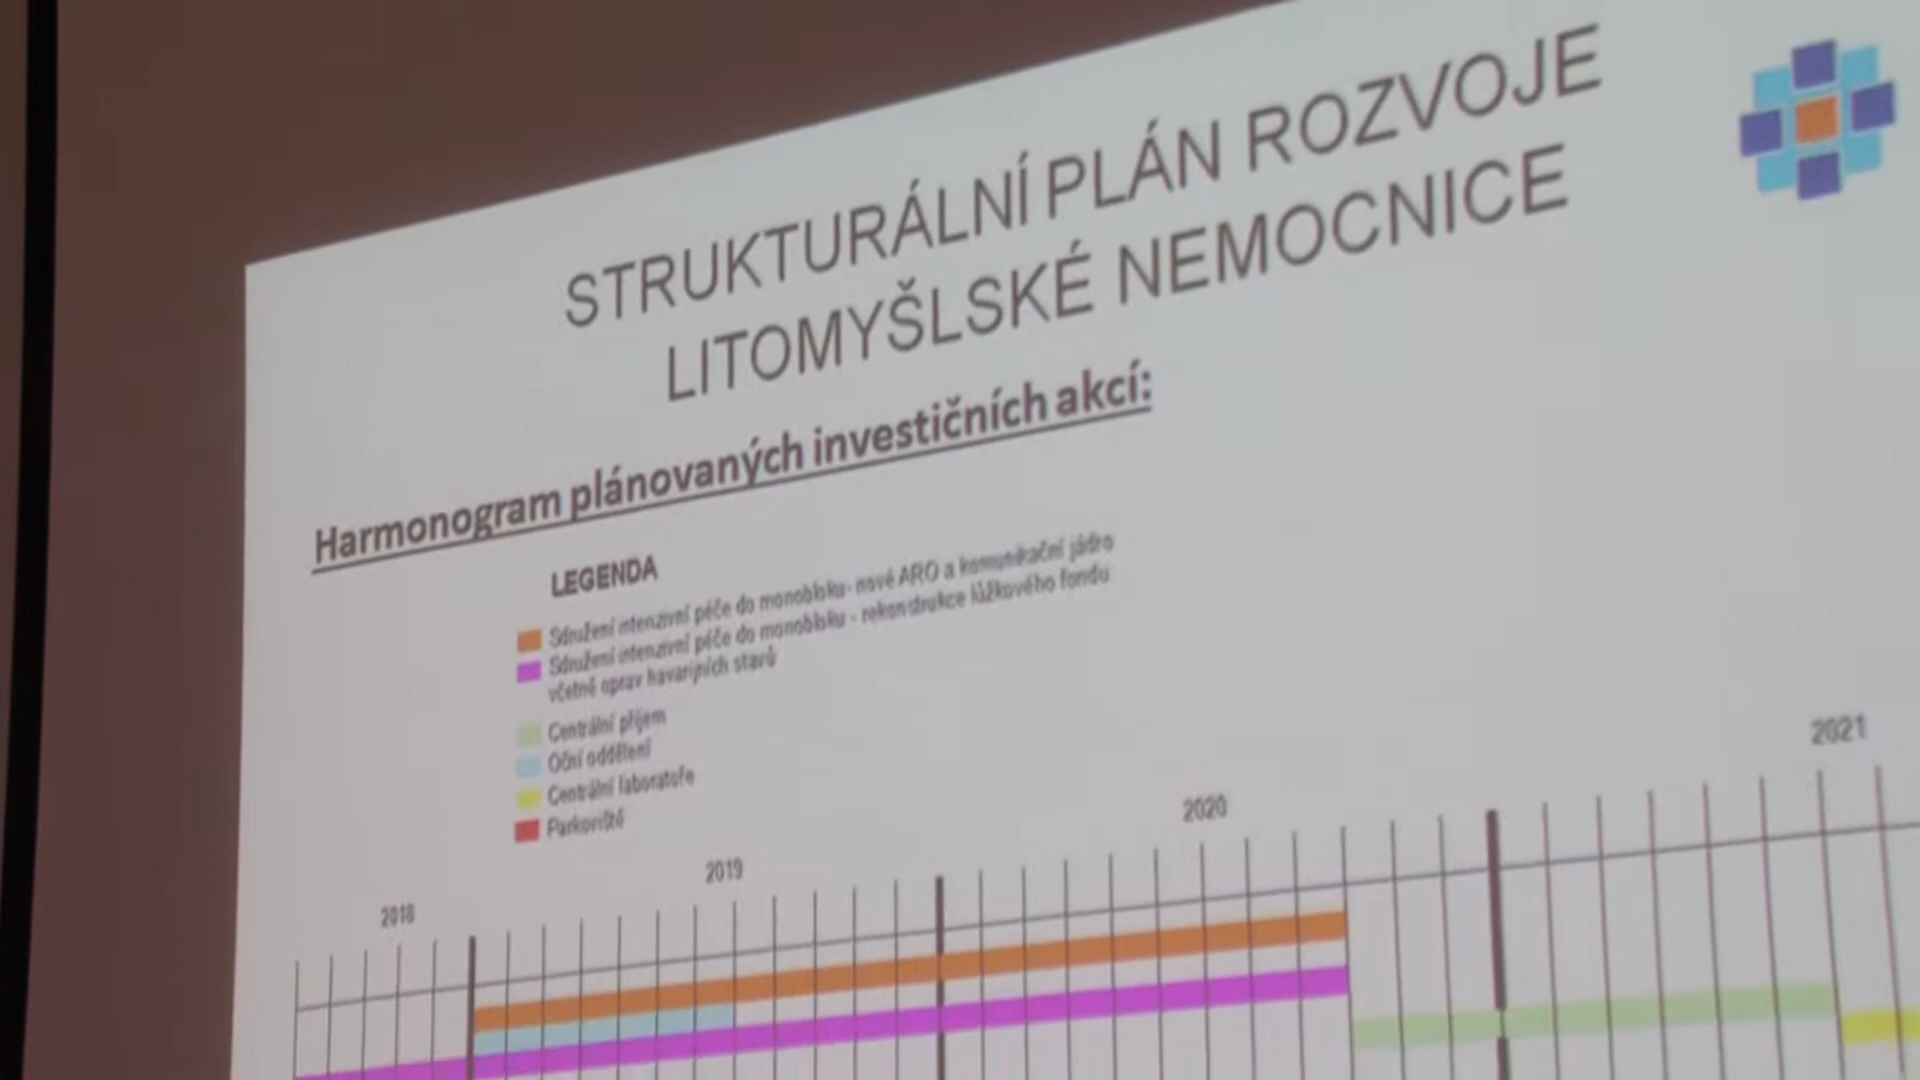 STRUKTURÁLNÍ PLÁN ROZVOJE
LITOMYŠLSKÉ NEMOCNICE
Harmonogram plánovaných investičních akcí:
LEGENDA
Sdružení intenzivní péče do monobloku- nové ARO a komunikační jádro
Sdružení intenzivní péče do monobloku - rekonstrukce lůžkového fondu
včetně oprav havarijních stavů
Centrální příjem
Oční oddělení
Centrální laboratoře
Parkoviště
2018
2019
2020
2021